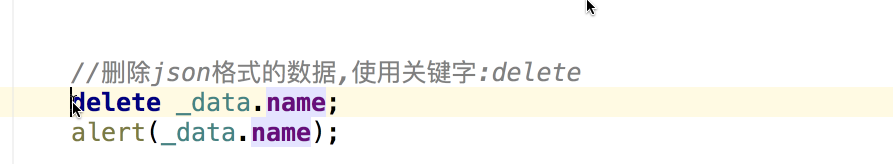 //删除json格式的数据,使用关键字:delete
delete _data.name;
alert(_data.name);